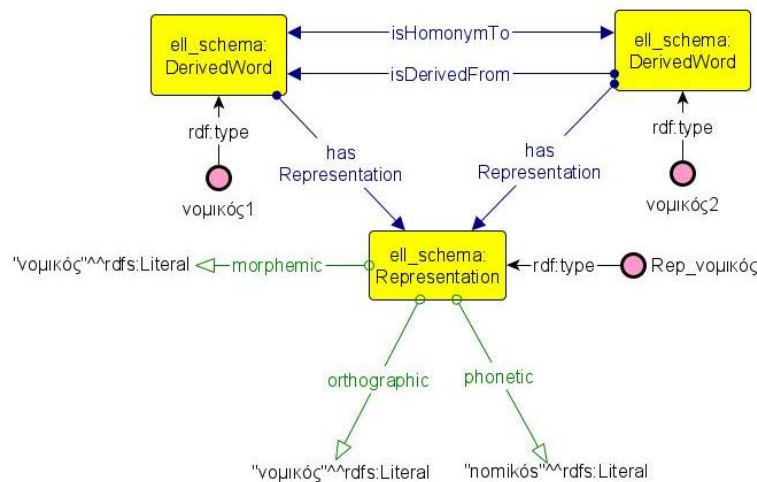 ell_schema:
DerivedWord
isHomonymTo
ell_schema:
DerivedWord
isDerivedFrom
rdf:type
rdf:type
has
Representation
has
Representation
νομικός1
νομικός2
"νομικός"^^rdfs:Literal
morphemic
ell_schema:
Representation
rdf:type
Rep_νομικός
orthographic
phonetic
"νομικός"^^rdfs:Literal
"nomikós"^^rdfs:Literal